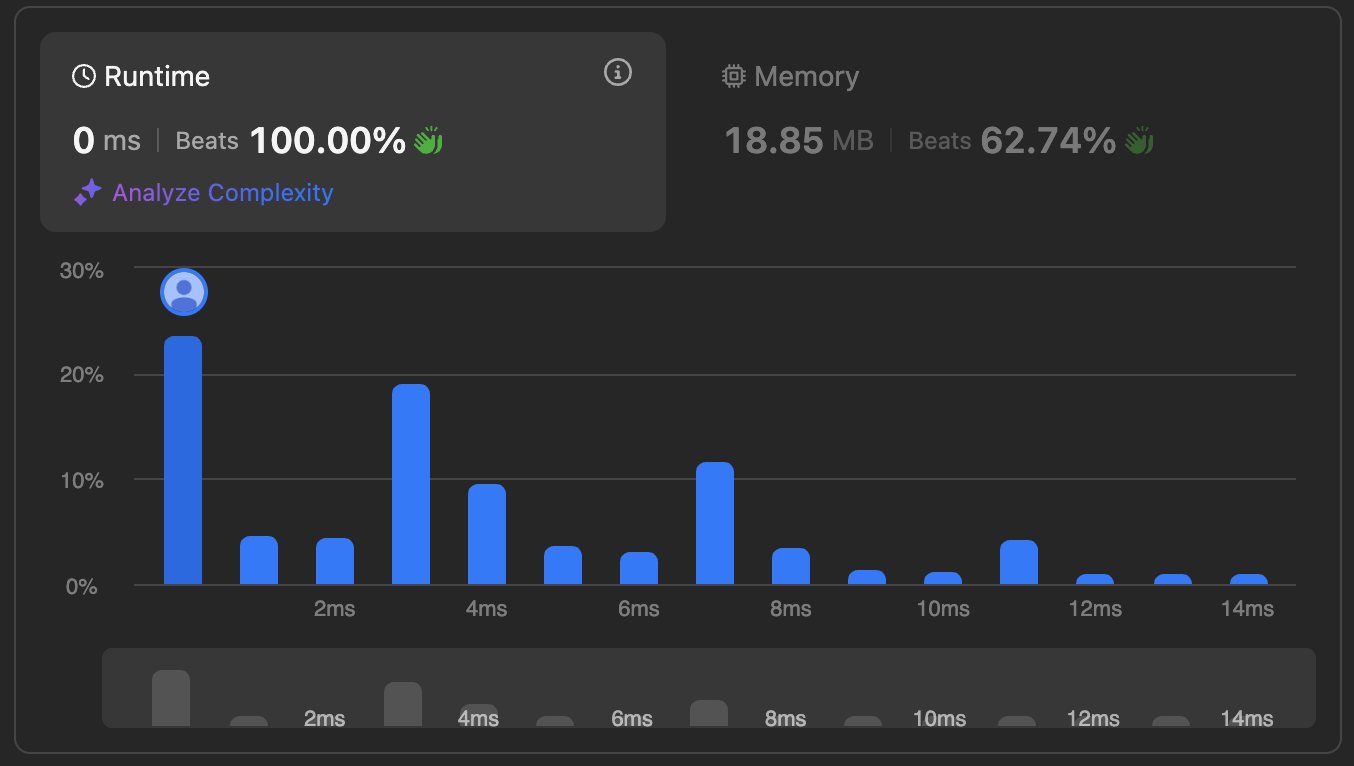 Runtime
0 ms | Beats 100.00%
Analyze Complexity
Memory
18.85 MB | Beats 62.74%
30%
20%
10%
0%
2ms 4ms 6ms 8ms 10ms 12ms 14ms
2ms 4ms 6ms 8ms 10ms 12ms 14ms